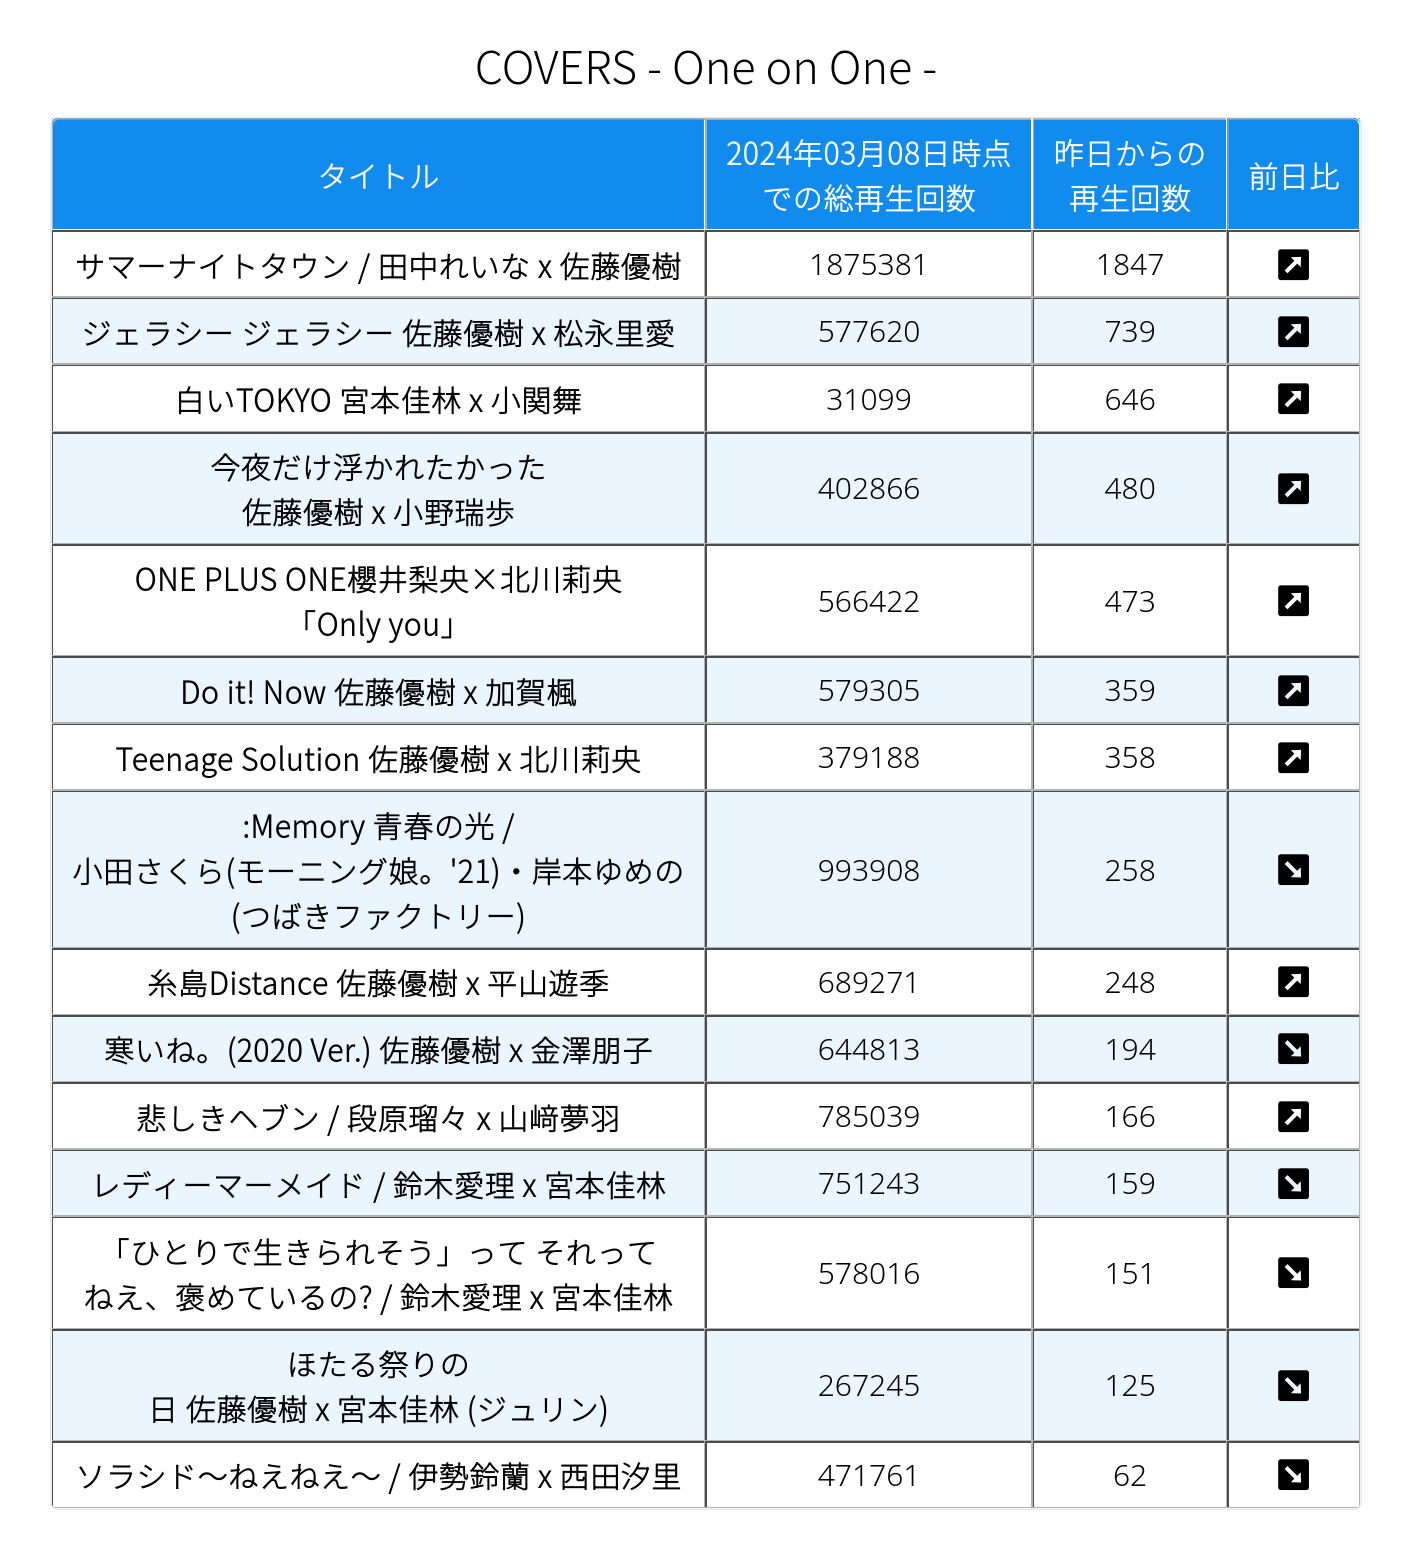 COVERS - One on One -
タイトル
2024年03月08日時点
での総再生回数
昨日からの
再生回数
前日比
サマーナイトタウン / 田中れいな x 佐藤優樹
1875381
1847
ジェラシー ジェラシー 佐藤優樹 x 松永里愛
577620
739
白いTOKYO 宮本佳林 x 小関舞
31099
646
今夜だけ浮かれたかった
佐藤優樹 x 小野瑞歩
402866
480
ONE PLUS ONE櫻井梨央×北川莉央
「Only you」
566422
473
Do it! Now 佐藤優樹 x 加賀楓
579305
359
Teenage Solution 佐藤優樹 x 北川莉央
379188
358
:Memory 青春の光 /
小田さくら(モーニング娘。'21)・岸本ゆめの
(つばきファクトリー)
993908
258
糸島Distance 佐藤優樹 x 平山遊季
689271
248
寒いね。(2020 Ver.) 佐藤優樹 x 金澤朋子
644813
194
悲しきヘブン / 段原瑠々 x 山﨑夢羽
785039
166
レディーマーメイド / 鈴木愛理 x 宮本佳林
751243
159
「ひとりで生きられそう」って それって
ねえ、褒めているの? / 鈴木愛理 x 宮本佳林
578016
151
ほたる祭りの
日 佐藤優樹 x 宮本佳林 (ジュリン)
267245
125
ソラシド〜ねえねえ〜 / 伊勢鈴蘭 x 西田汐里
471761
62